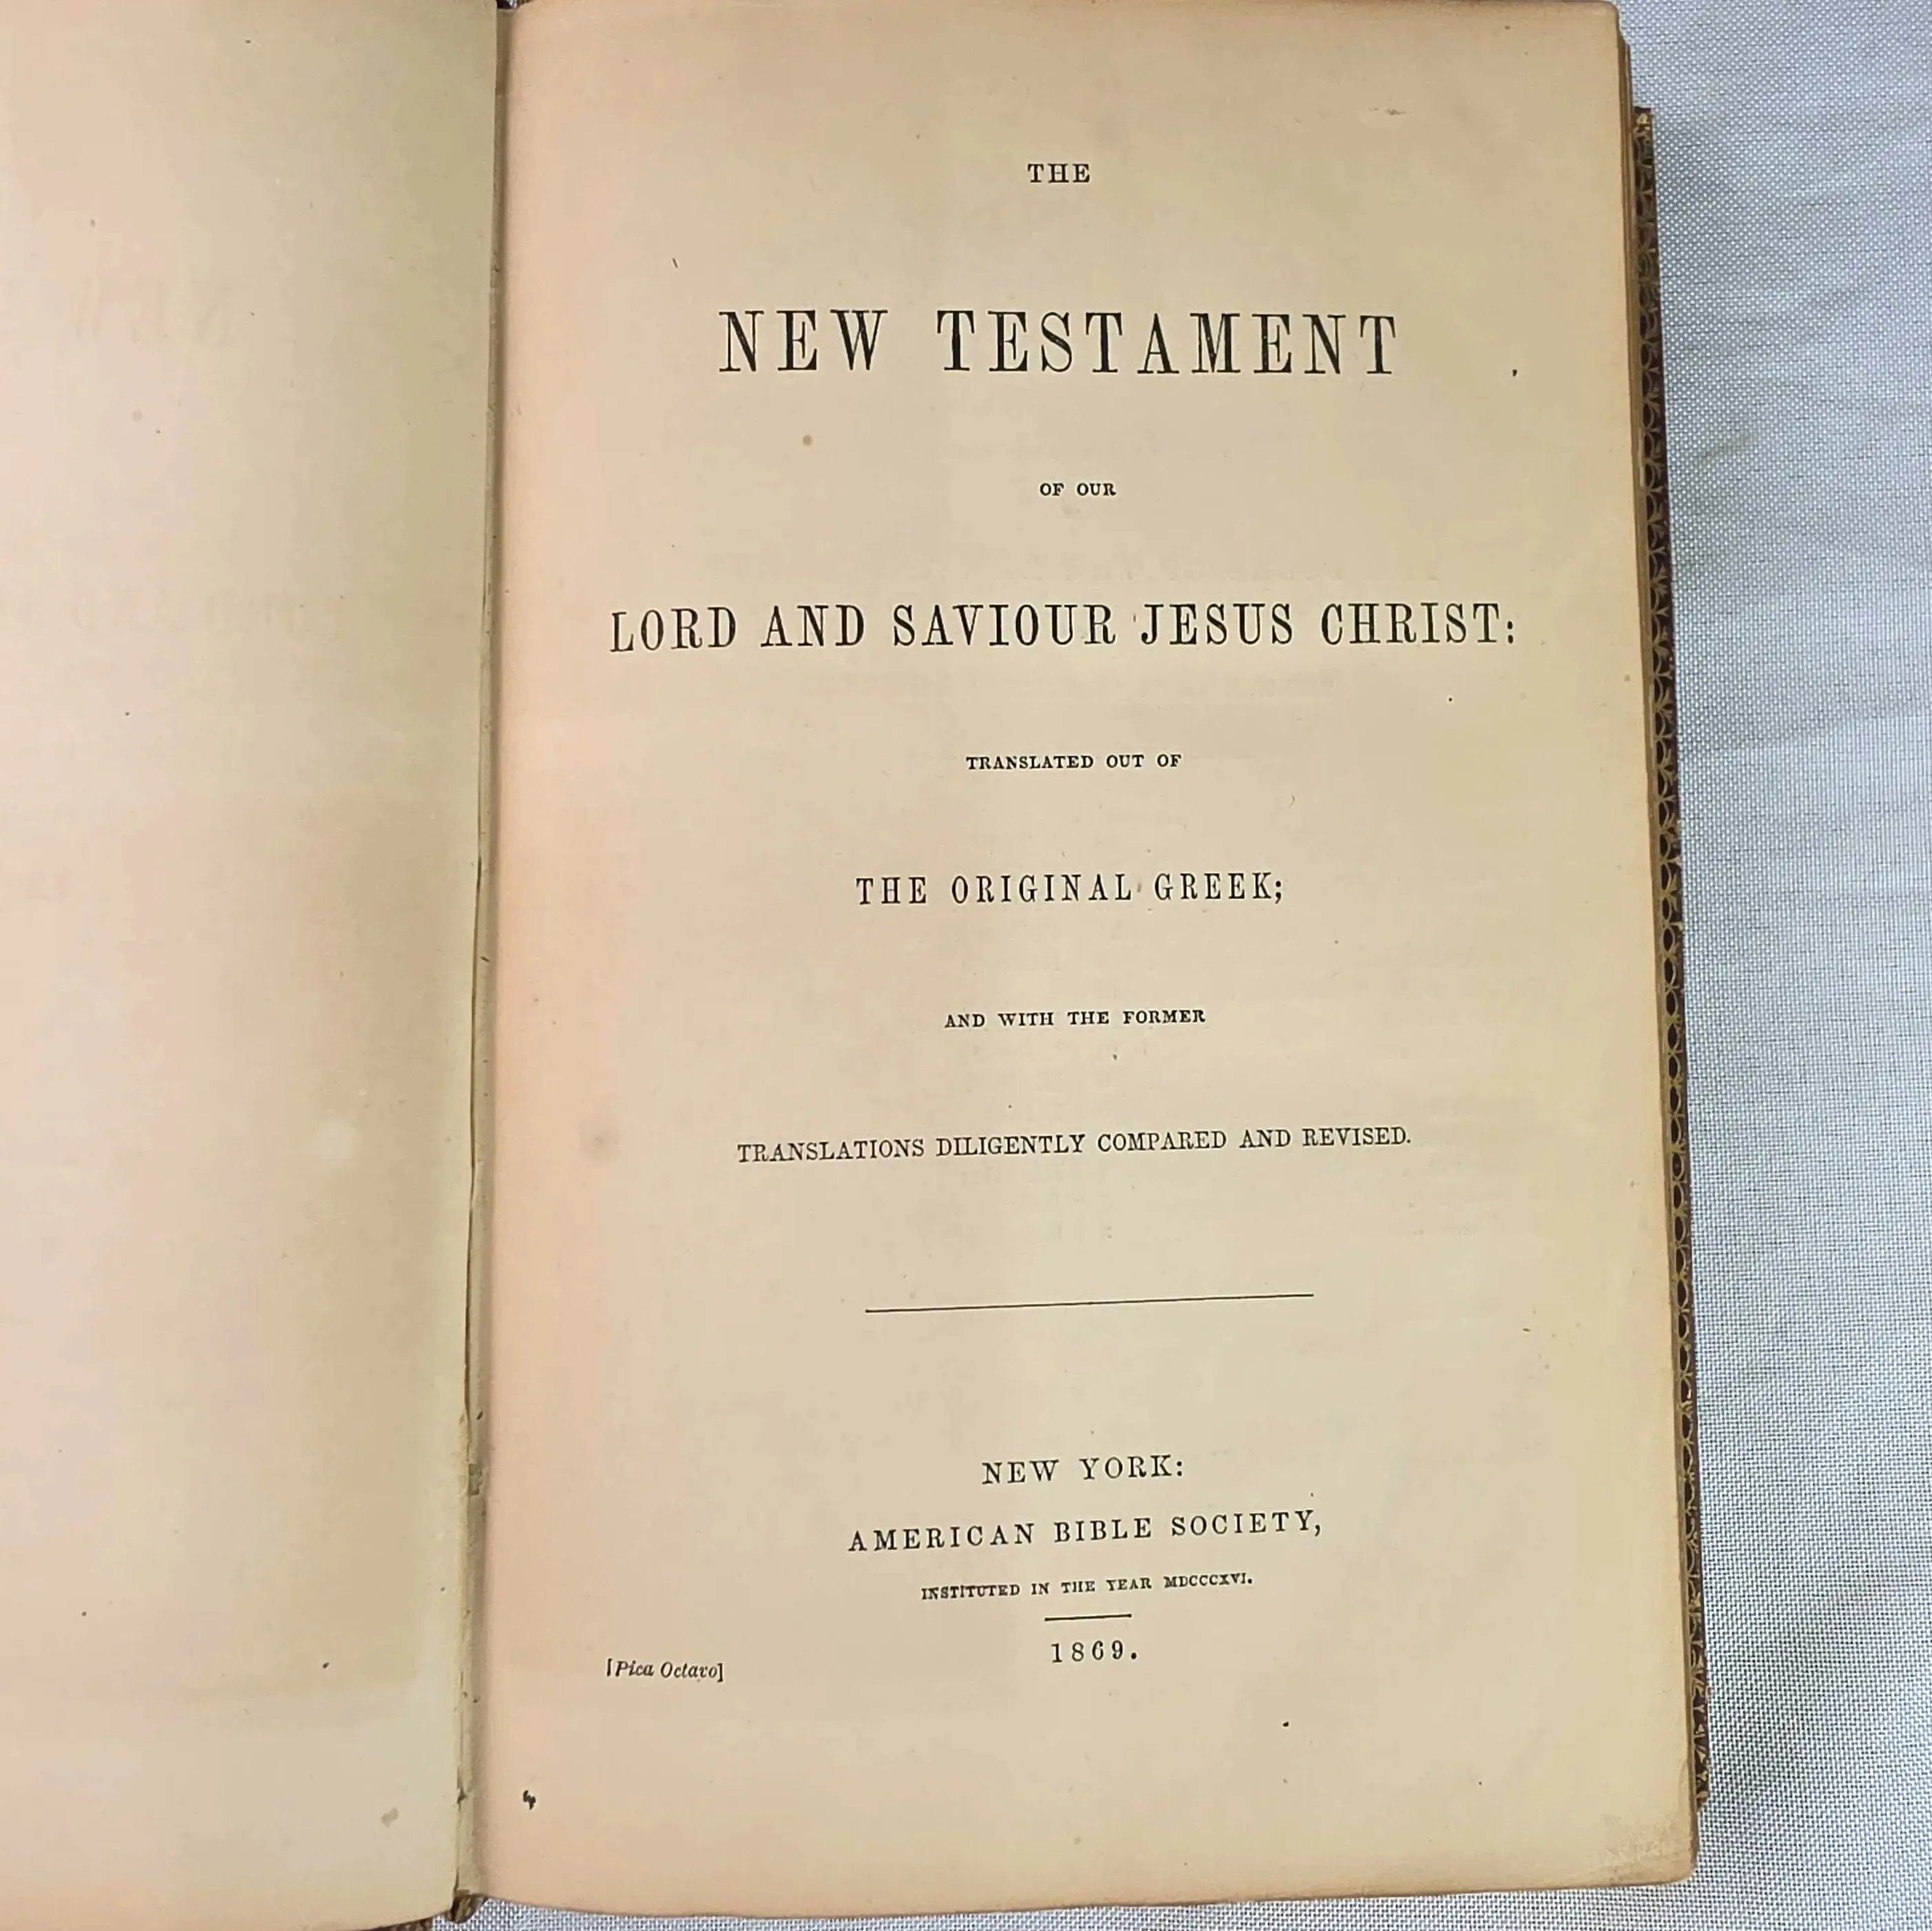 THE
NEW TESTAMENT
OF OUR
LORD AND SAVIOUR JESUS CHRIST:
TRANSLATED OUT OF
THE ORIGINAL GREEK;
AND WITH THE FORMER
TRANSLATIONS DILIGENTLY COMPARED AND REVISED.
NEW YORK:
AMERICAN BIBLE SOCIETY,
INSTITUTED IN THE YEAR MDCCCXVI.
1869.
[Pica Octavo]